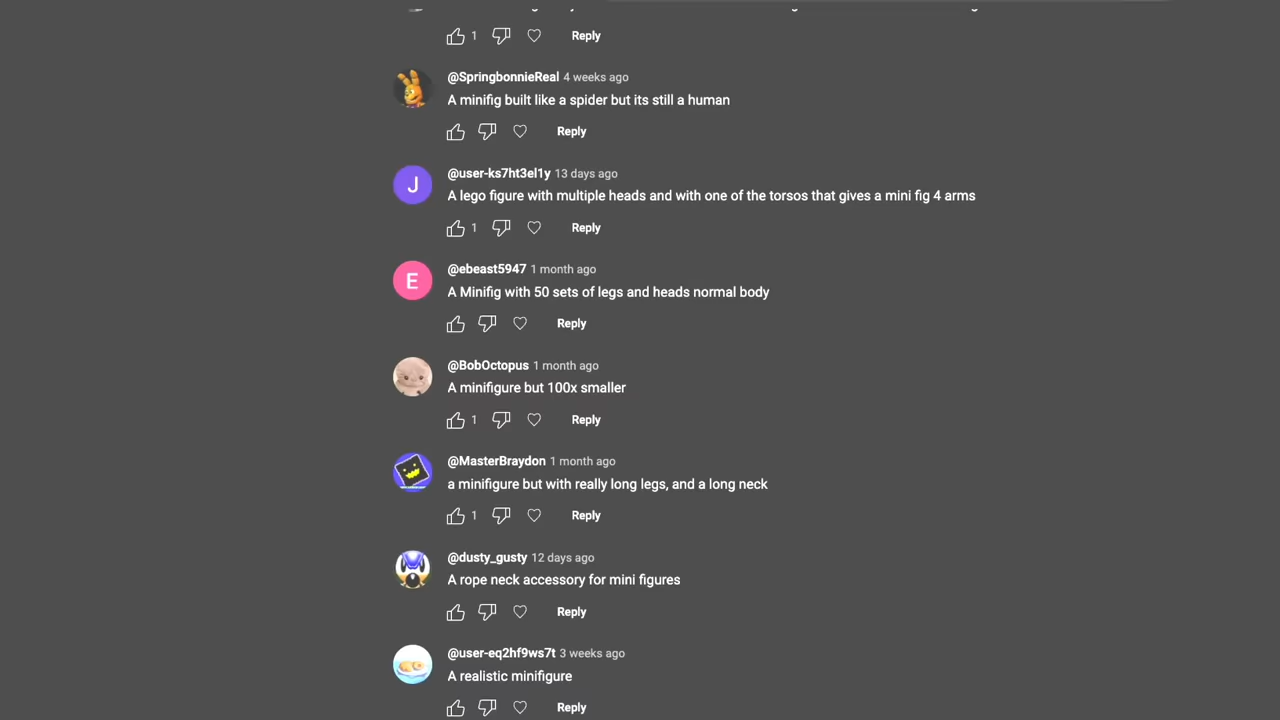 1 Reply
@SpringbonnieReal 4 weeks ago
A minifig built like a spider but its still a human
Reply
J
@user-ks7ht3el1y 13 days ago
A lego figure with multiple heads and with one of the torsos that gives a mini fig 4 arms
1 Reply
E
@ebeast5947 1 month ago
A Minifig with 50 sets of legs and heads normal body
Reply
@BobOctopus 1 month ago
A minifigure but 100x smaller
1 Reply
@MasterBraydon 1 month ago
a minifigure but with really long legs, and a long neck
1 Reply
@dusty_gusty 12 days ago
A rope neck accessory for mini figures
Reply
@user-eq2hf9ws7t 3 weeks ago
A realistic minifigure
Reply